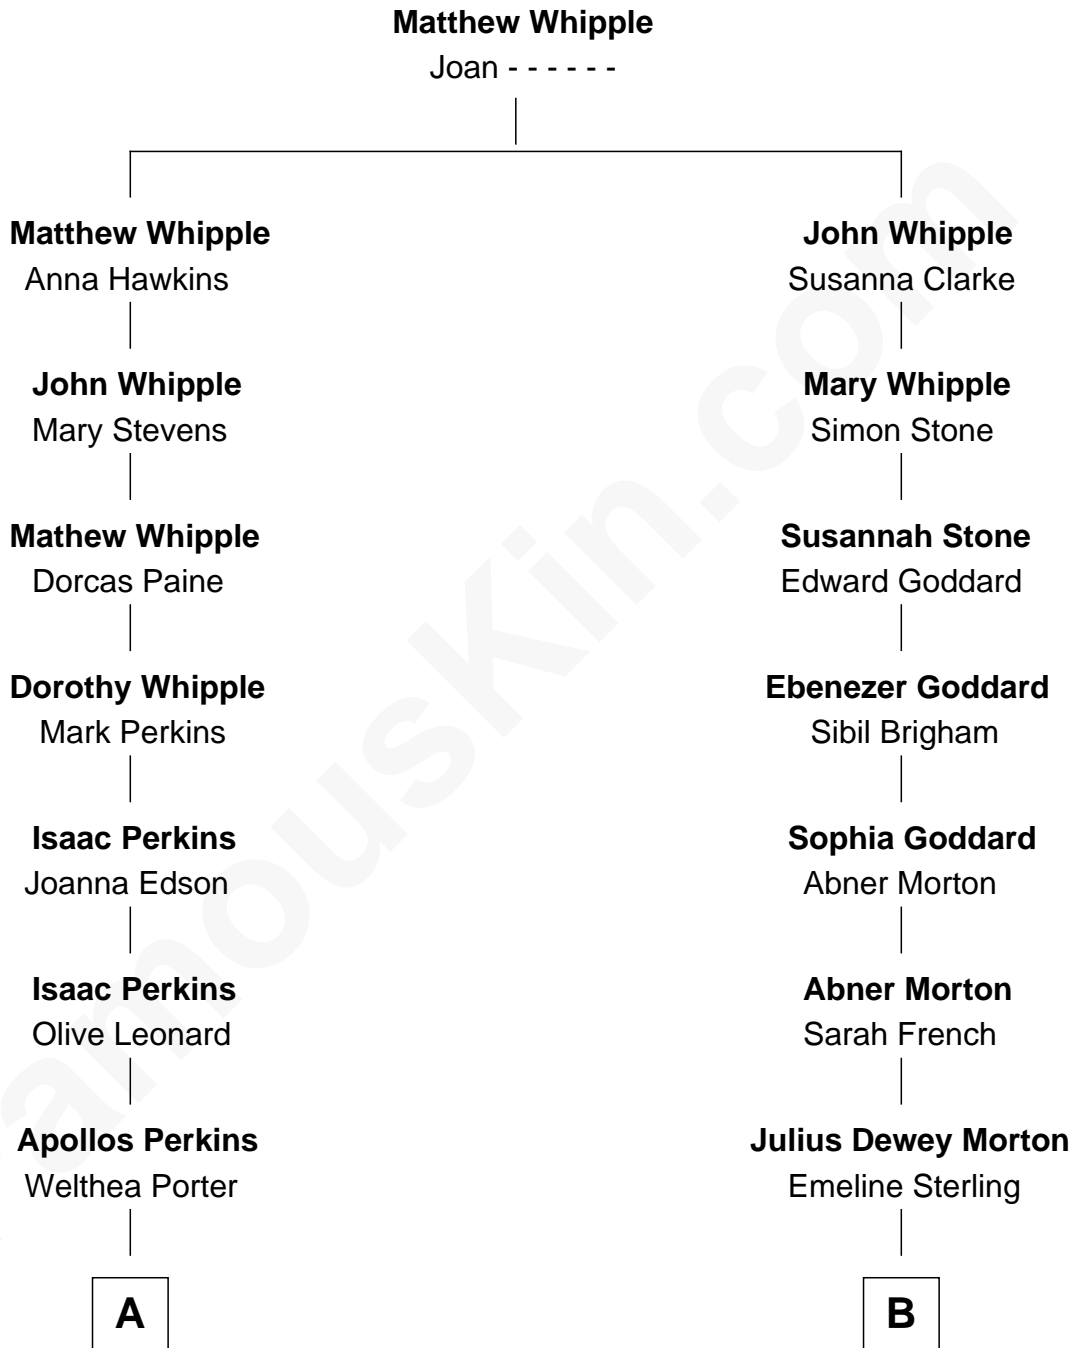 Matthew Whipple
Joan - - - - - -
Matthew Whipple
Anna Hawkins
John Whipple
Susanna Clarke
John Whipple
Mary Stevens
Mary Whipple
Simon Stone
Mathew Whipple
Dorcas Paine
Susannah Stone
Edward Goddard
Dorothy Whipple
Mark Perkins
Ebenezer Goddard
Sibil Brigham
Isaac Perkins
Joanna Edson
Sophia Goddard
Abner Morton
Isaac Perkins
Olive Leonard
Abner Morton
Sarah French
Apollos Perkins
Welthea Porter
Julius Dewey Morton
Emeline Sterling
A
B
amouskin.com